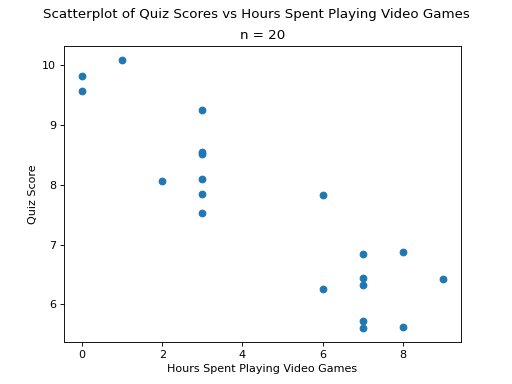 Scatterplot of Quiz Scores vs Hours Spent Playing Video Games
n = 20
10
9
8
7
6
Quiz Score
0 2 4 6 8
Hours Spent Playing Video Games